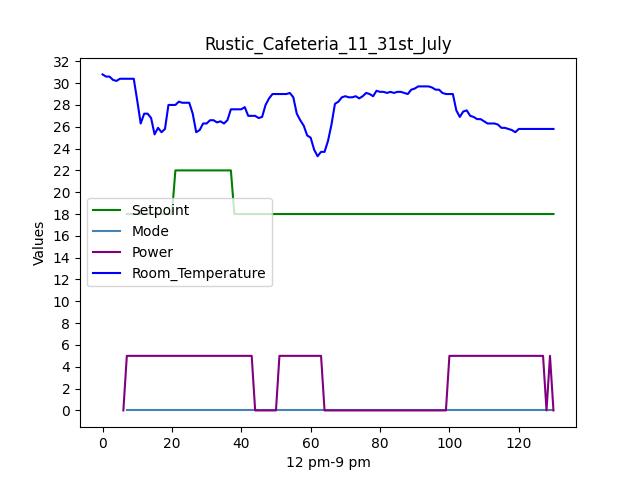 Rustic_Cafeteria_11_31st_July
Values
32
30
28
26
24
22
20
18
16
14
12
10
8
6
4
2
0
Setpoint
Mode
Power
Room_Temperature
0 20 40 60 80 100 120
12 pm-9 pm